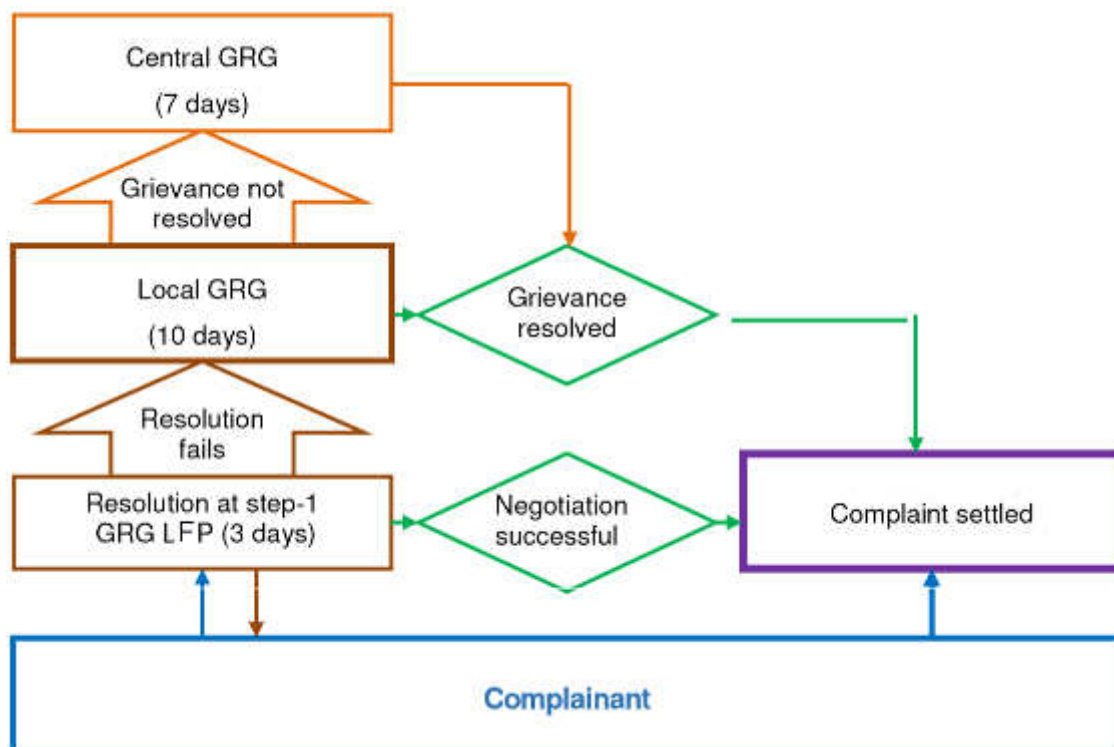 Central GRG
(7 days)
Grievance not
resolved
Local GRG
(10 days)
Grievance
resolved
Resolution
fails
Resolution at step-1
GRG LFP (3 days)
Negotiation
successful
Complaint settled
Complainant